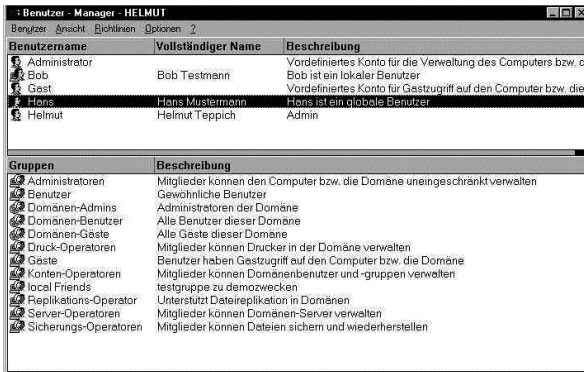 Benutzer - Manager - HELMUT
Benutzer Ansicht Richtlinien Optionen ?
Benutzername Vollständiger Name Beschreibung
Administrator Vordefiniertes Konto für die Verwaltung des Computers bzw. d
Bob Bob Testmann Bob ist ein lokaler Benutzer
Gast Vordefiniertes Konto für Gastzugriff auf den Computer bzw. die
Hans Hans Mustermann Hans ist ein globale Benutzer
Helmut Helmut Teppich Admin
Gruppen Beschreibung
Administratoren Mitglieder können den Computer bzw. die Domäne uneingeschränkt verwalten
Benutzer Gewöhnliche Benutzer
Domänen-Admins Administratoren der Domäne
Domänen-Benutzer Alle Benutzer dieser Domäne
Domänen-Gäste Alle Gäste dieser Domäne
Druck-Operatoren Mitglieder können Drucker in der Domäne verwalten
Gäste Benutzer haben Gastzugriff auf den Computer bzw. die Domäne
Konten-Operatoren Mitglieder können Domänenbenutzer und -gruppen verwalten
local Friends testgruppe zu demozwecken
Replikations-Operator Unterstützt Dateireplikation in Domänen
Server-Operatoren Mitglieder können Domänen-Server verwalten
Sicherungs-Operatoren Mitglieder können Dateien sichern und wiederherstellen